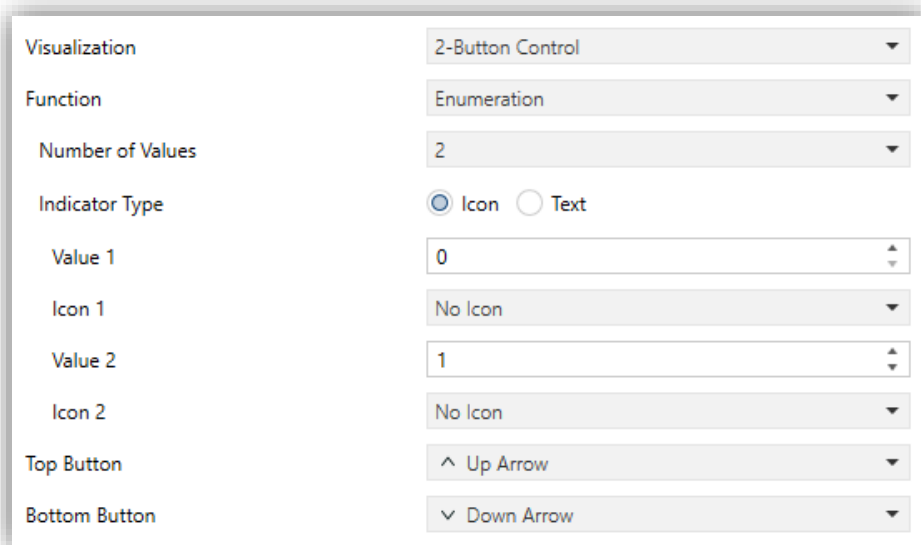 Visualization 2-Button Control
Function Enumeration
Number of Values 2
Indicator Type Icon Text
Value 1 0
Icon 1 No Icon
Value 2 1
Icon 2 No Icon
Top Button Up Arrow
Bottom Button Down Arrow